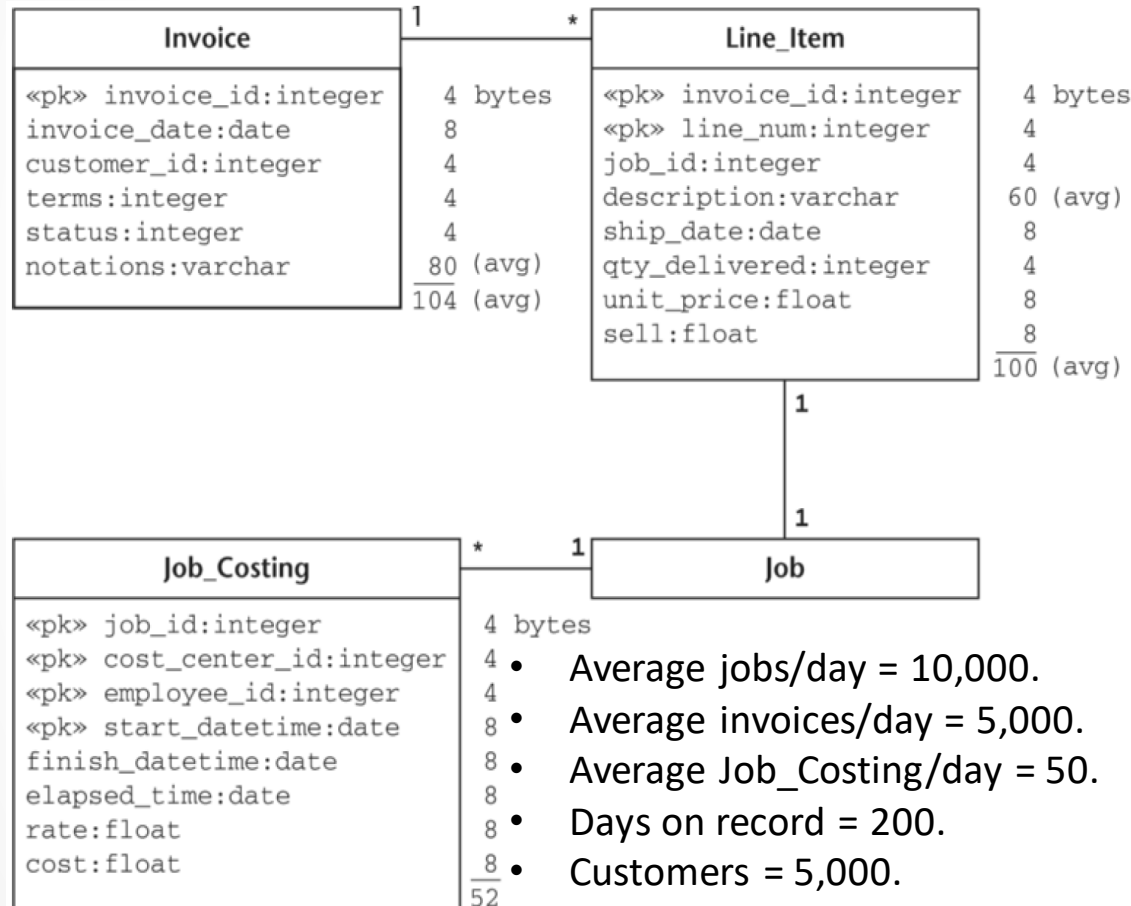 1 *
Invoice
«pk» invoice_id:integer 4 bytes
invoice_date:date 8
customer_id:integer 4
terms:integer 4
status:integer 4
notations:varchar 80 (avg)
104 (avg)
Line_Item
«pk» invoice_id:integer 4 bytes
«pk» line_num:integer 4
job_id:integer 4
description:varchar 60 (avg)
ship_date:date 8
qty_delivered:integer 4
unit_price:float 8
sell:float 8
100 (avg)
1
1
* 1
Job_Costing
«pk» job_id:integer 4 bytes
«pk» cost_center_id:integer 4
«pk» employee_id:integer 4
«pk» start_datetime:date 8
finish_datetime:date 8
elapsed_time:date 8
rate:float 8
cost:float 8
52
Job
• Average jobs/day = 10,000.
• Average invoices/day = 5,000.
• Average Job_Costing/day = 50.
• Days on record = 200.
• Customers = 5,000.